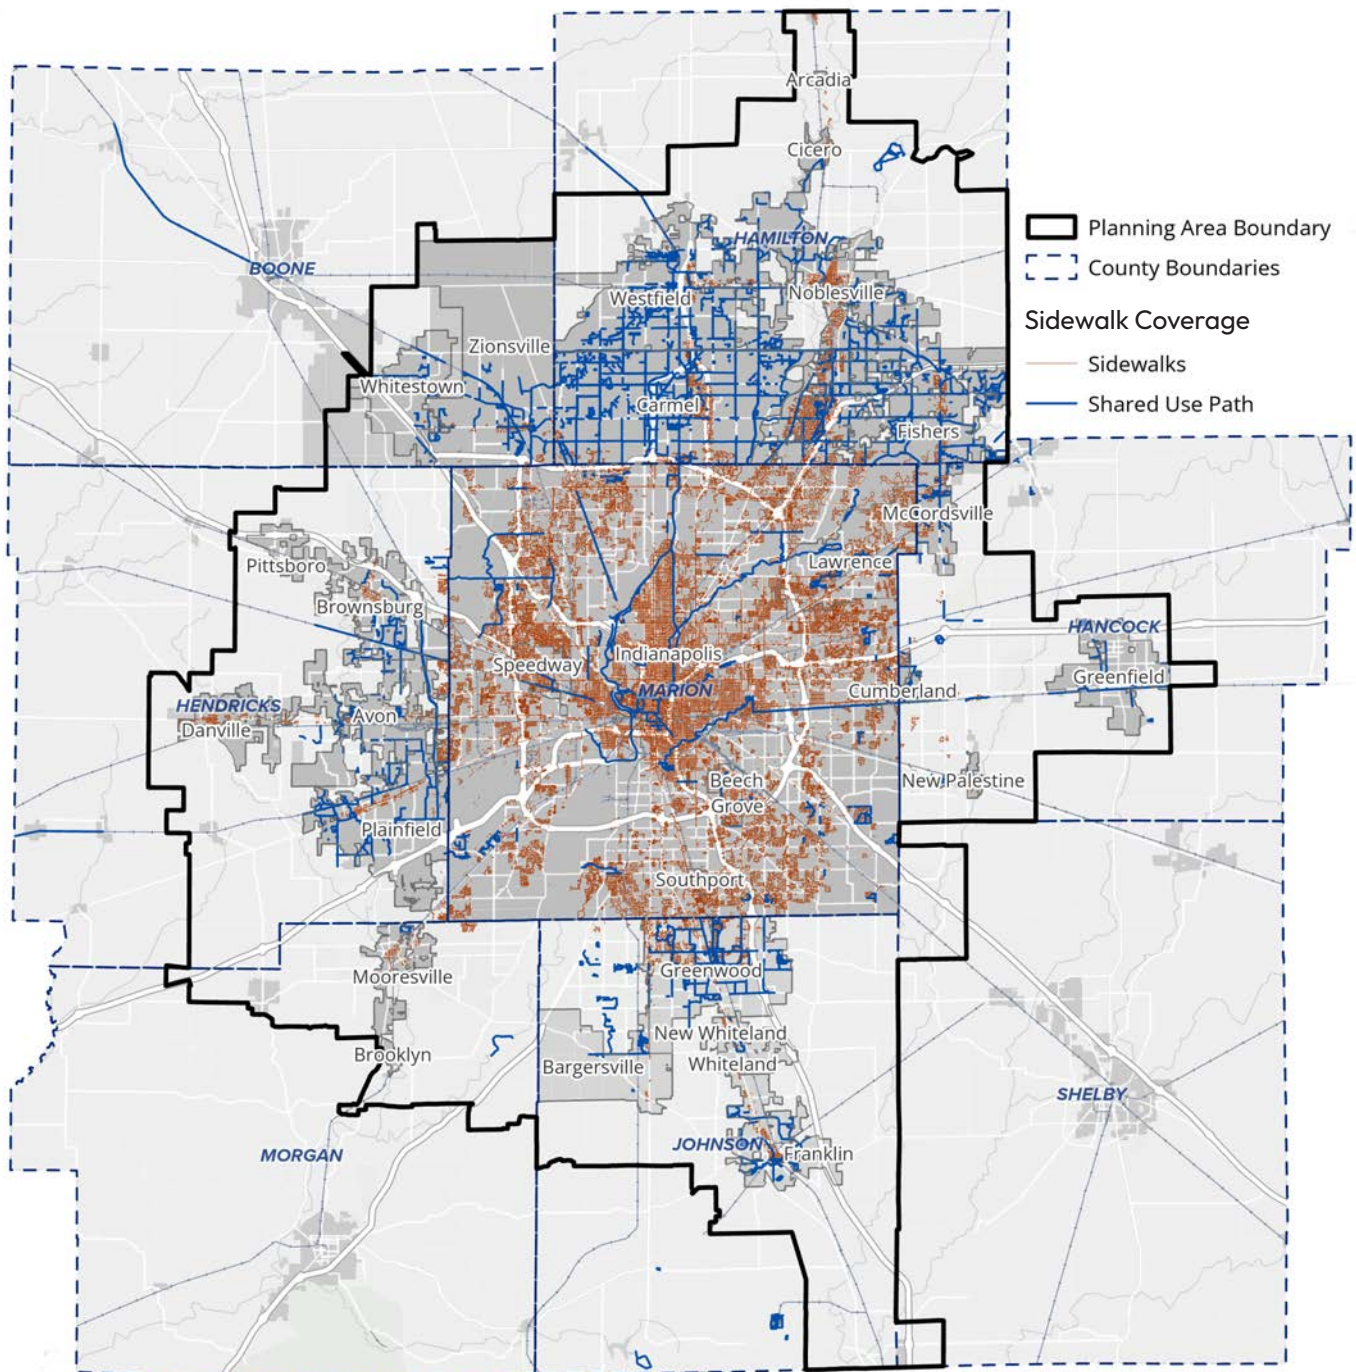 Arcadia
Cicero
Planning Area Boundary
HAMILTON
BOONE
County Boundaries
Westfield
Noblesville
Sidewalk Coverage
Zionsville
Sidewalks
Whitestown
Carmel
Shared Use Path
Fishers
McCordsville
Pittsboro
Lawrence
Brownsburg
HANCOCK
Speedway
Indianapolis
Greenfield
MARION
Cumberland
HENDRICKS
Danville
Avon
Beech
Grove
New Palestine
Plainfield
Southport
Mooresville
Greenwood
New Whiteland
Brooklyn
Bargersville
Whiteland
SHELBY
MORGAN
JOHNSON
Franklin